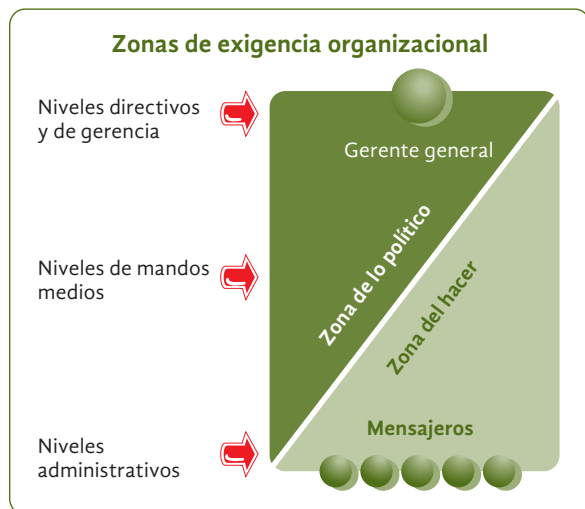 Zonas de exigencia organizacional
Niveles directivos
y de gerencia
Gerente general
Niveles de mandos
medios
Zona de lo político
Zona del hacer
Mensajeros
Niveles
administrativos